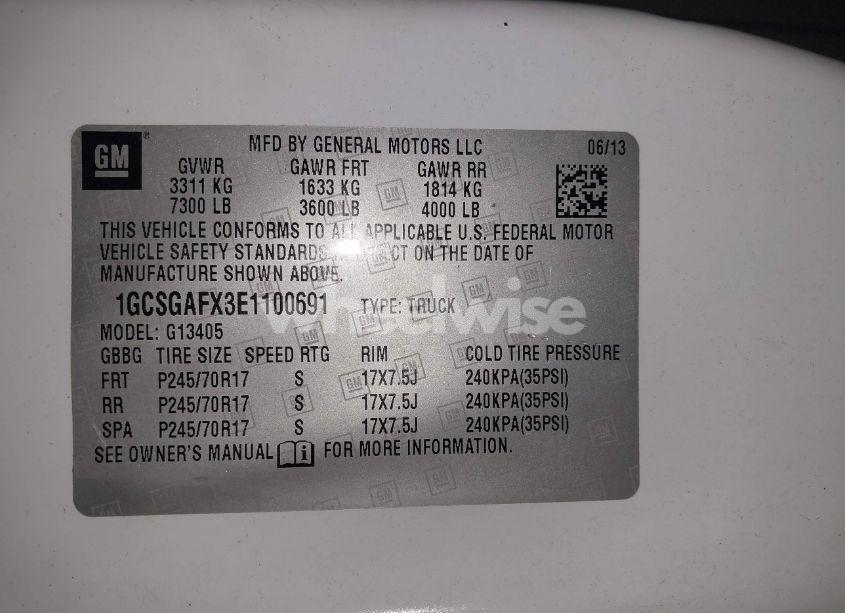 GM
MFD BY GENERAL MOTORS LLC 06/13
GVWR GAWR FRT GAWR RR
3311 KG 1633 KG 1814 KG
7300 LB 3600 LB 4000 LB
THIS VEHICLE CONFORMS TO ALL APPLICABLE U.S. FEDERAL MOTOR
VEHICLE SAFETY STANDARDS CT ON THE DATE OF
MANUFACTURE SHOWN ABOVE.
1GCSGAFX3E1100691 TYPE: TRUCK
wheelwise
MODEL: G13405
GBBG TIRE SIZE SPEED RTG RIM COLD TIRE PRESSURE
FRT P245/70R17 S 17X7.5J 240KPA(35PSI)
RR P245/70R17 S 17X7.5J 240KPA(35PSI)
SPA P245/70R17 S 17X7.5J 240KPA(35PSI)
SEE OWNER'S MANUAL FOR MORE INFORMATION.